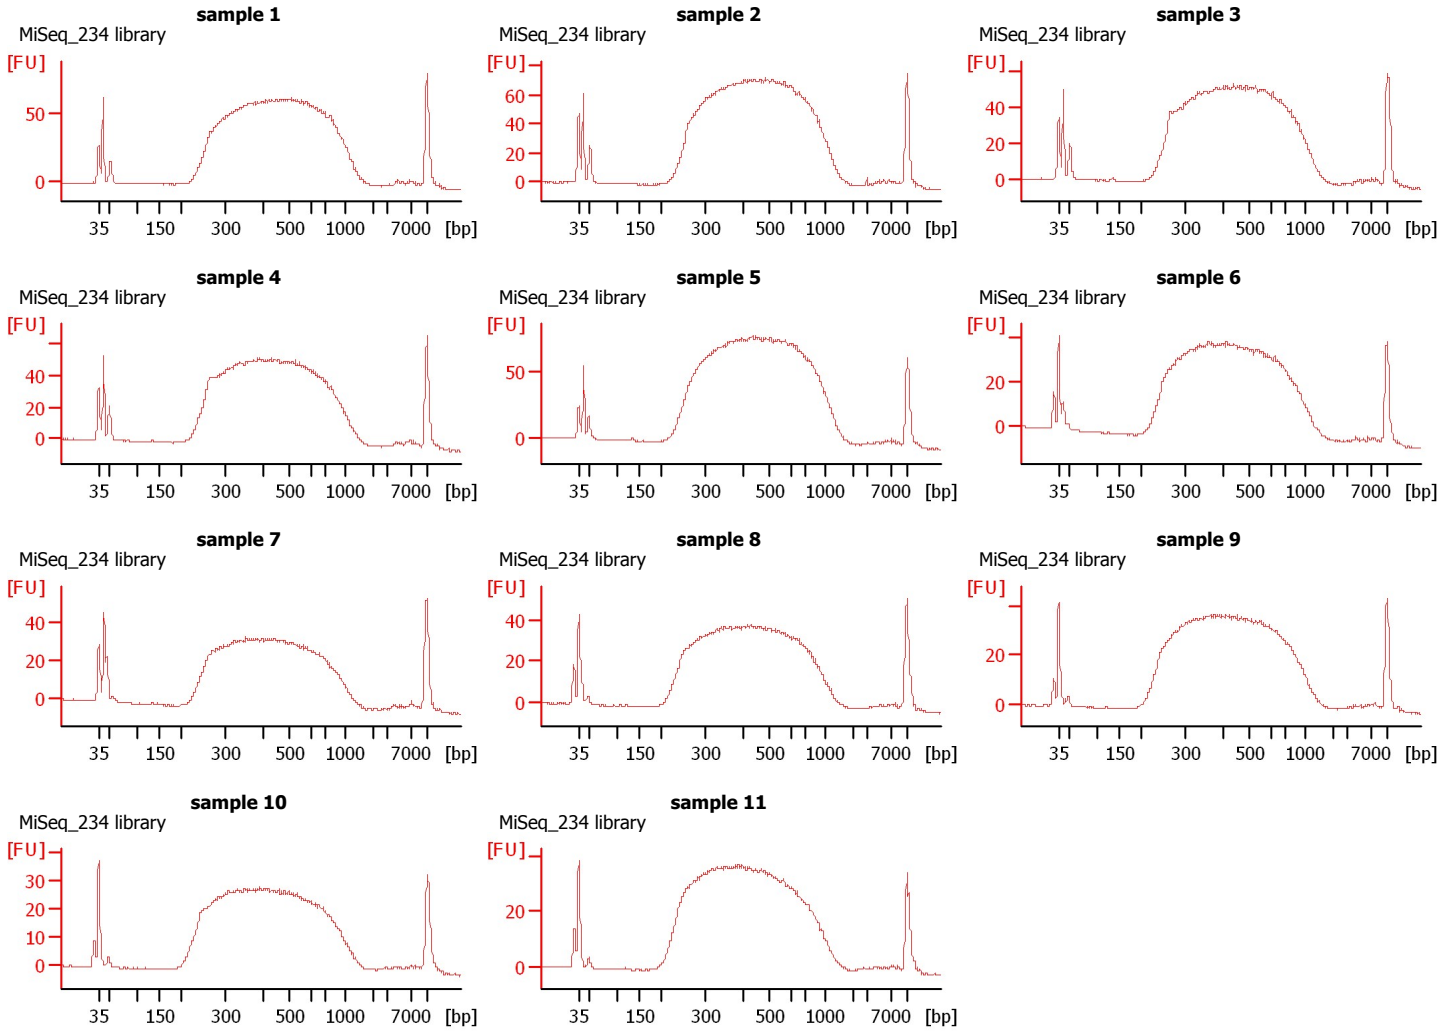 sample 1
MiSeq_234 library
[FU]
50
0
35 150 300 500 1000 7000 [bp]
sample 2
MiSeq_234 library
[FU]
60
40
20
0
35 150 300 500 1000 7000 [bp]
sample 3
MiSeq_234 library
[FU]
40
20
0
35 150 300 500 1000 7000 [bp]
sample 4
MiSeq_234 library
[FU]
40
20
0
35 150 300 500 1000 7000 [bp]
sample 5
MiSeq_234 library
[FU]
50
0
35 150 300 500 1000 7000 [bp]
sample 6
MiSeq_234 library
[FU]
20
0
35 150 300 500 1000 7000 [bp]
sample 7
MiSeq_234 library
[FU]
40
20
0
35 150 300 500 1000 7000 [bp]
sample 8
MiSeq_234 library
[FU]
40
20
0
35 150 300 500 1000 7000 [bp]
sample 9
MiSeq_234 library
[FU]
20
0
35 150 300 500 1000 7000 [bp]
sample 10
MiSeq_234 library
[FU]
30
20
10
0
35 150 300 500 1000 7000 [bp]
sample 11
MiSeq_234 library
[FU]
20
0
35 150 300 500 1000 7000 [bp]